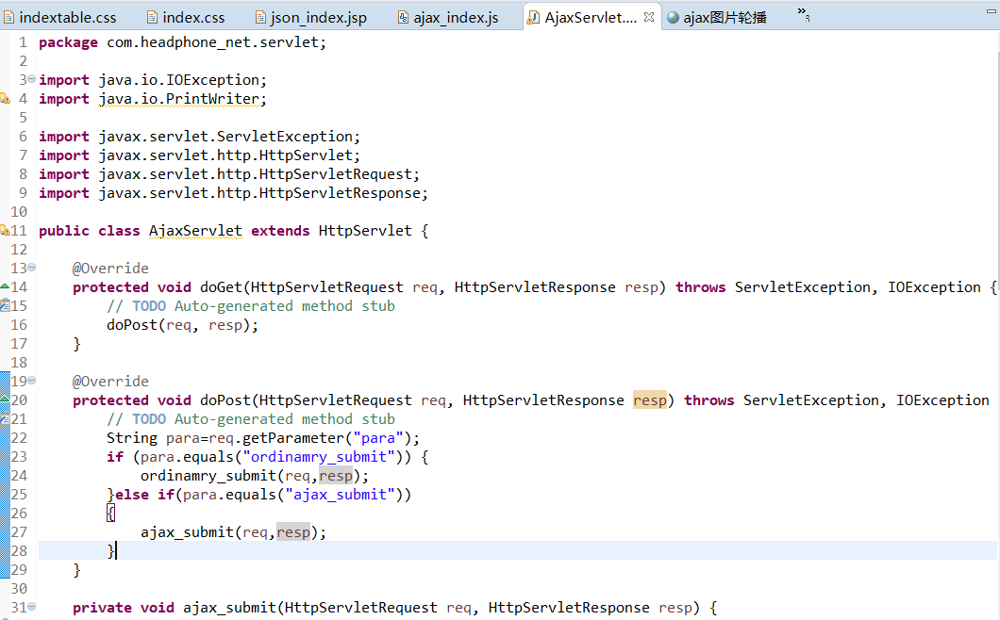 indextable.css index.css json_index.jsp ajax_index.js AjaxServlet.... ajax图片轮播 »3
1 package com.headphone_net.servlet;
2
3 import java.io.IOException;
4 import java.io.PrintWriter;
5
6 import javax.servlet.ServletException;
7 import javax.servlet.http.HttpServlet;
8 import javax.servlet.http.HttpServletRequest;
9 import javax.servlet.http.HttpServletResponse;
10
11 public class AjaxServlet extends HttpServlet {
12
13 @Override
14 protected void doGet(HttpServletRequest req, HttpServletResponse resp) throws ServletException, IOException {
15 // TODO Auto-generated method stub
16 doPost(req, resp);
17 }
18
19 @Override
20 protected void doPost(HttpServletRequest req, HttpServletResponse resp) throws ServletException, IOException
21 // TODO Auto-generated method stub
22 String para=req.getParameter("para");
23 if (para.equals("ordinamry_submit")) {
24 ordinamry_submit(req,resp);
25 }else if(para.equals("ajax_submit"))
26 {
27 ajax_submit(req,resp);
28 }
29 }
30
31 private void ajax_submit(HttpServletRequest req, HttpServletResponse resp) {